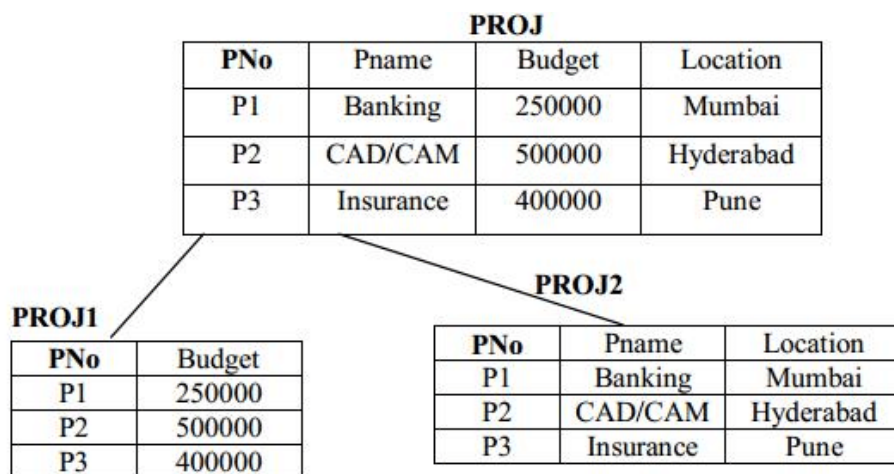 PROJ
PNo Pname Budget Location
P1 Banking 250000 Mumbai
P2 CAD/CAM 500000 Hyderabad
P3 Insurance 400000 Pune
PROJ1
PNo Budget
P1 250000
P2 500000
P3 400000
PROJ2
PNo Pname Location
P1 Banking Mumbai
P2 CAD/CAM Hyderabad
P3 Insurance Pune